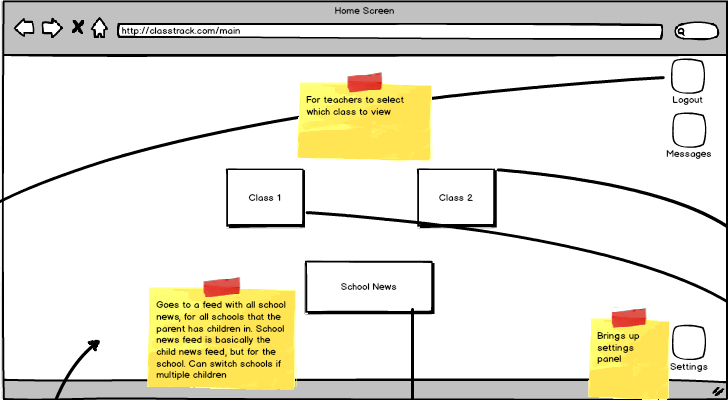 Home Screen
http://classtrack.com/main
For teachers to select
which class to view
Logout
Messages
Class 1
Class 2
School News
Goes to a feed with all school
news, for all schools that the
parent has children in. School
news feed is basically the
child news feed, but for the
school. Can switch schools if
multiple children
Brings up
settings
panel
Settings